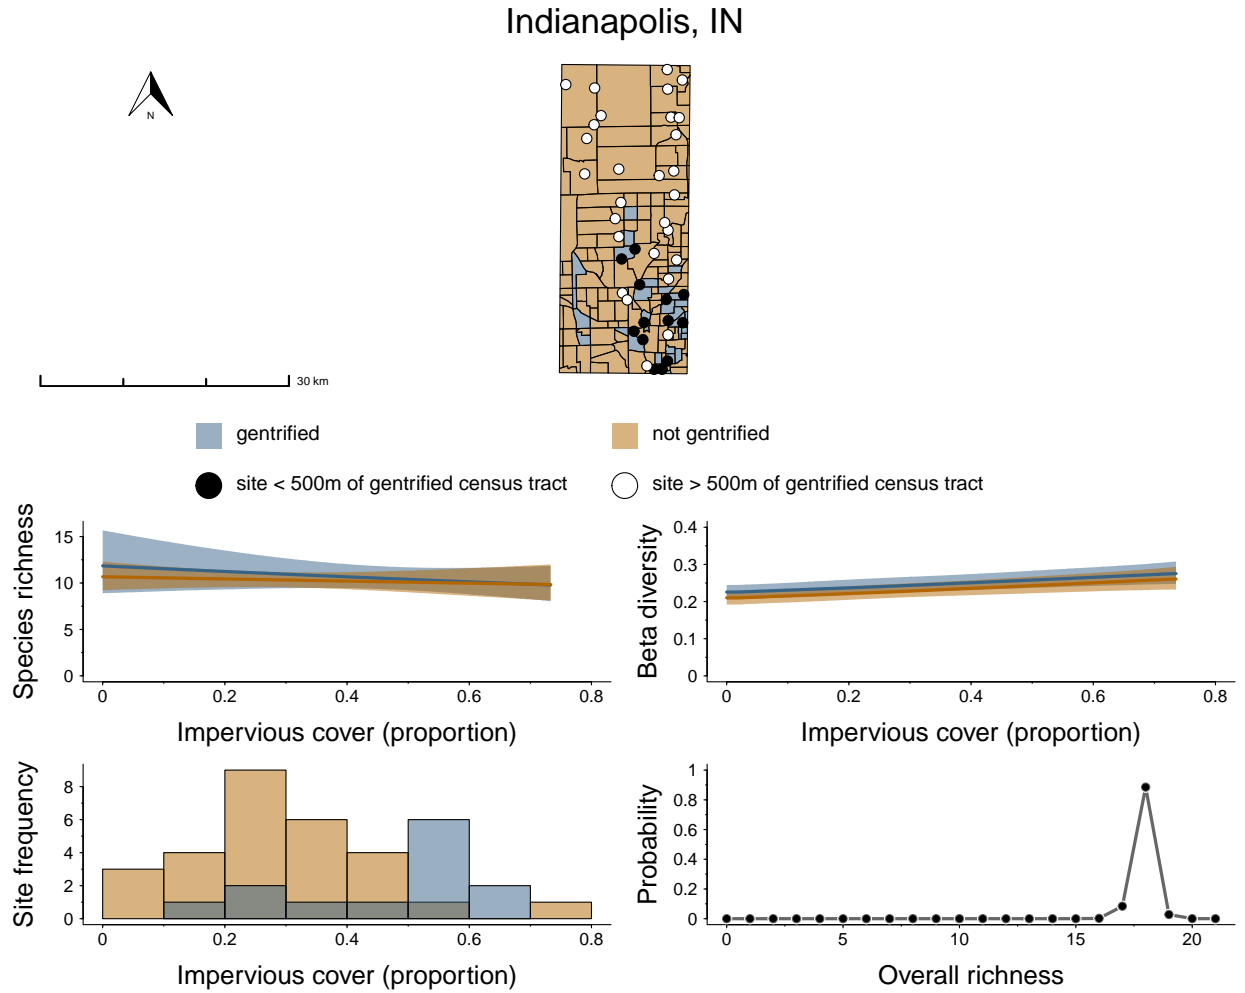 Indianapolis, IN
N
30 km
gentrified
not gentrified
site < 500m of gentrified census tract
site > 500m of gentrified census tract
Species richness
15
10
5
0
0 0.2 0.4 0.6 0.8
Impervious cover (proportion)
Beta diversity
0.4
0.3
0.2
0.1
0
0 0.2 0.4 0.6 0.8
Impervious cover (proportion)
Site frequency
8
6
4
2
0
0 0.2 0.4 0.6 0.8
Impervious cover (proportion)
Probability
1
0.8
0.6
0.4
0.2
0
0 5 10 15 20
Overall richness